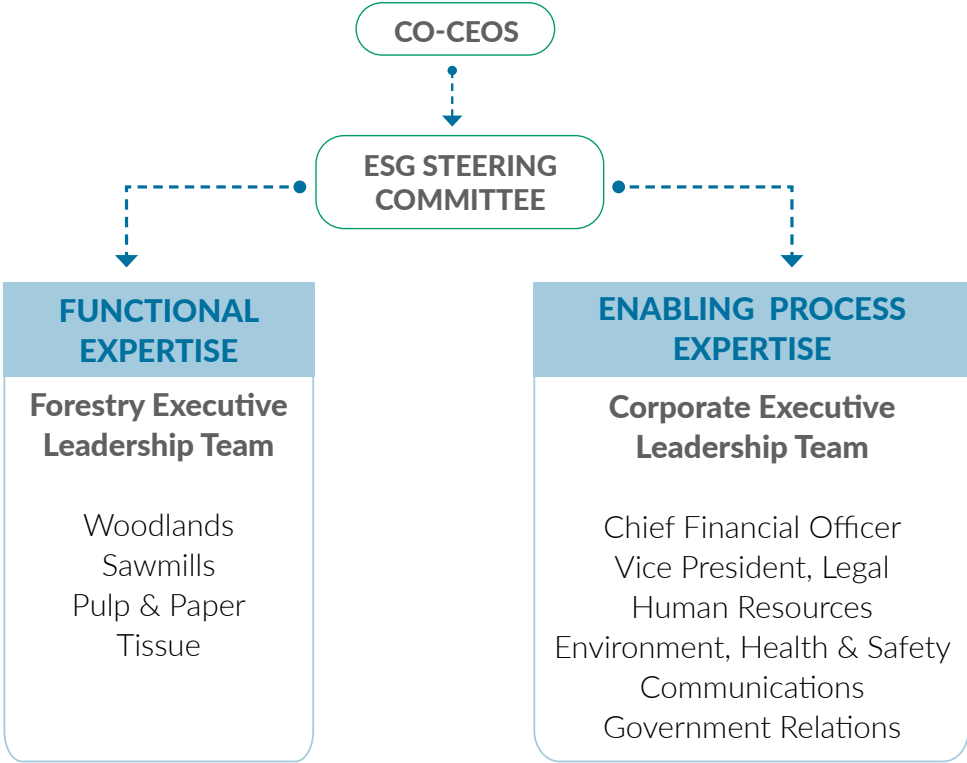 CO-CEOS
ESG STEERING
COMMITTEE
FUNCTIONAL
EXPERTISE
Forestry Executive
Leadership Team
Woodlands
Sawmills
Pulp & Paper
Tissue
ENABLING PROCESS
EXPERTISE
Corporate Executive
Leadership Team
Chief Financial Officer
Vice President, Legal
Human Resources
Environment, Health & Safety
Communications
Government Relations